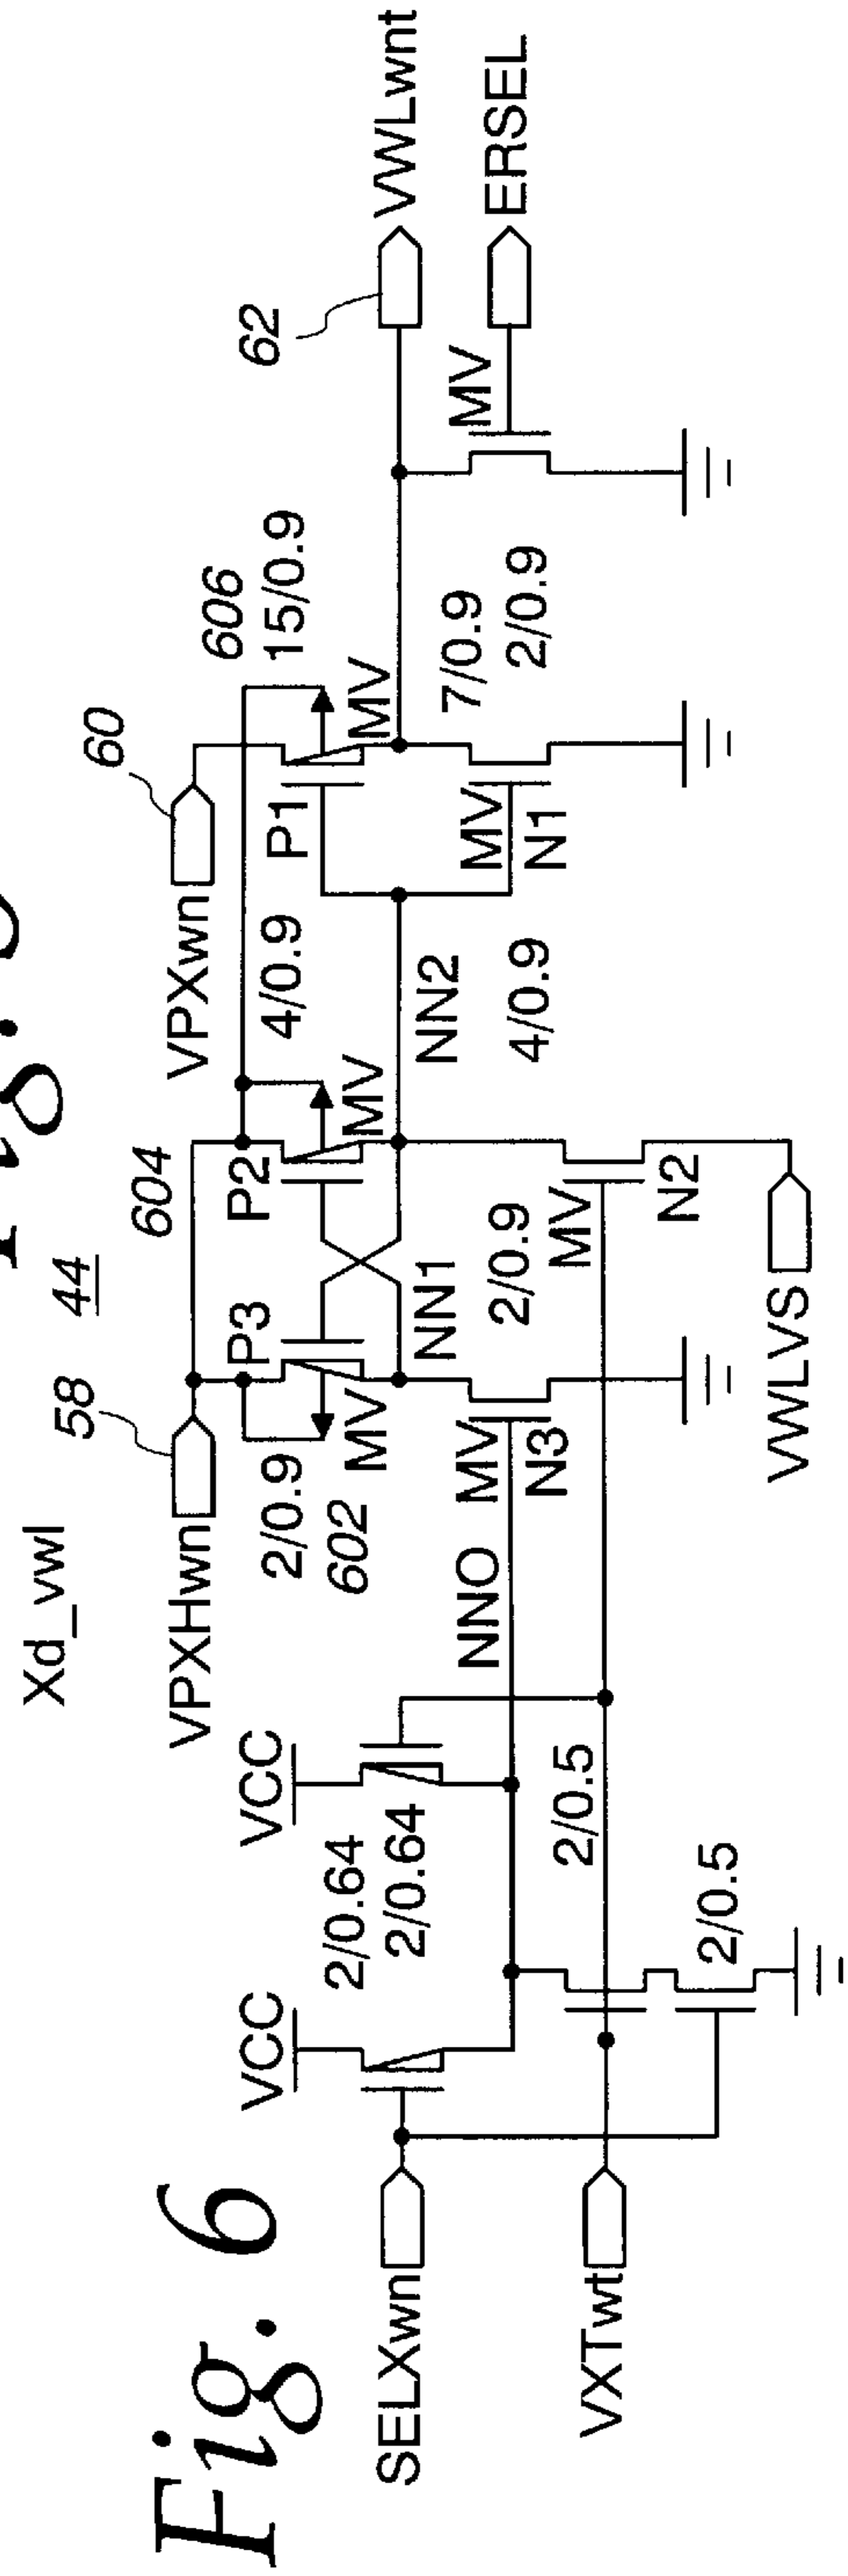 Fig. 6
Xd_vwl
44
SELXwn
VXTwt
VCC
2/0.64
2/0.64
VCC
2/0.5
2/0.5
NNO
VPXHwn
58
2/0.9
602
MV
P3
MV
N3
NN1
2/0.9
604
P2
MV
MV
N2
VWLVS
4/0.9
NN2
4/0.9
VPXwn
60
P1
MV
606
15/0.9
MV
N1
7/0.9
2/0.9
62
VWLwnt
MV
ERSEL